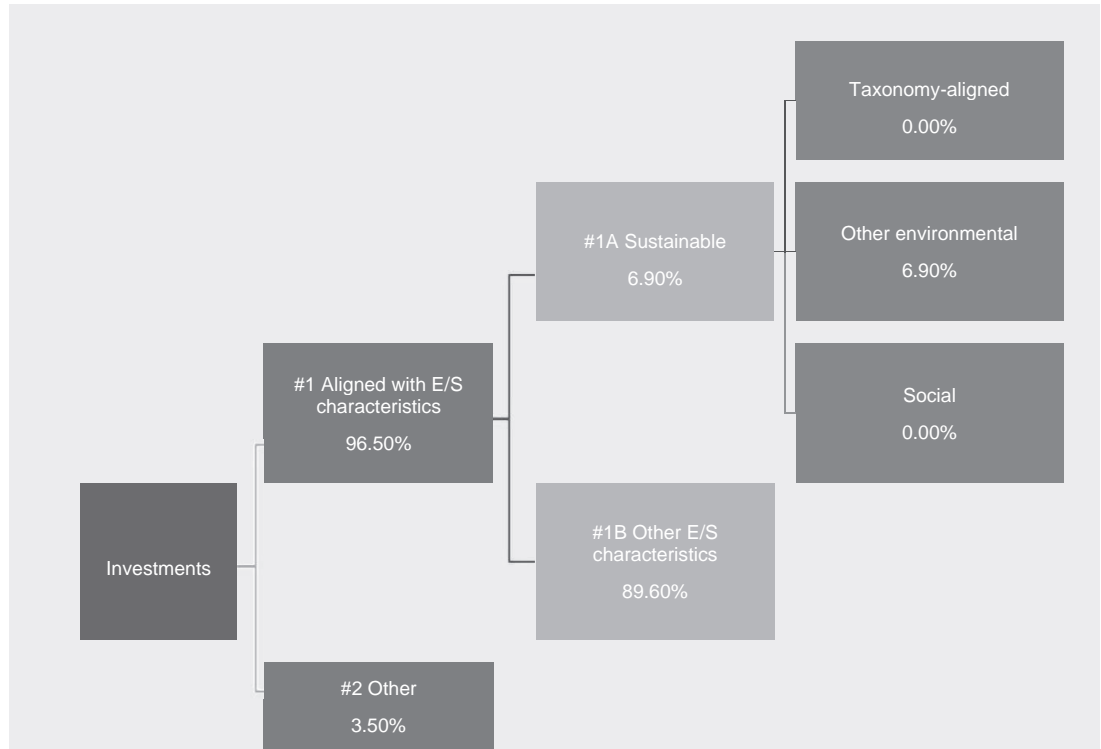 Taxonomy-aligned
0.00%
#1A Sustainable
6.90%
Other environmental
6.90%
#1 Aligned with E/S
characteristics
96.50%
Social
0.00%
Investments
#1B Other E/S
characteristics
89.60%
#2 Other
3.50%